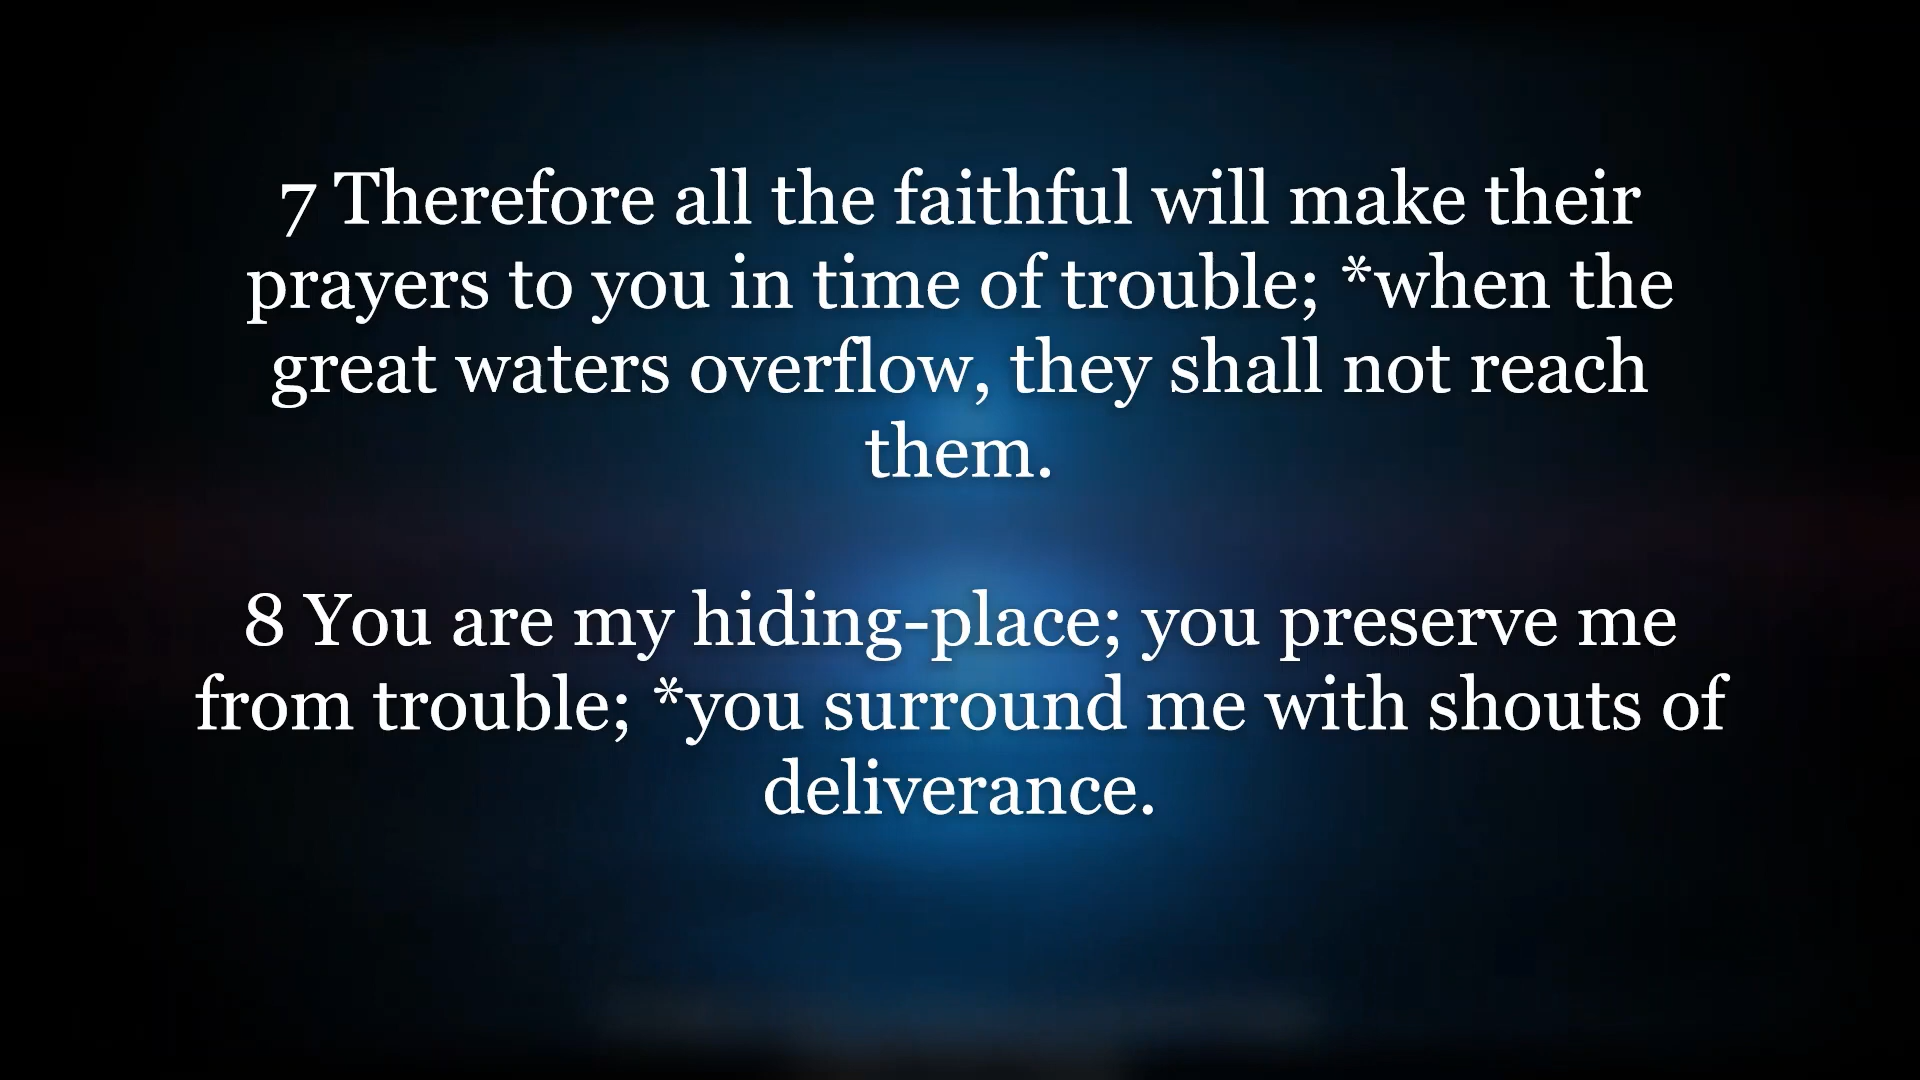 7 Therefore all the faithful will make their
prayers to you in time of trouble; *when the
great waters overflow, they shall not reach
them.
8 You are my hiding-place; you preserve me
from trouble; *you surround me with shouts of
deliverance.